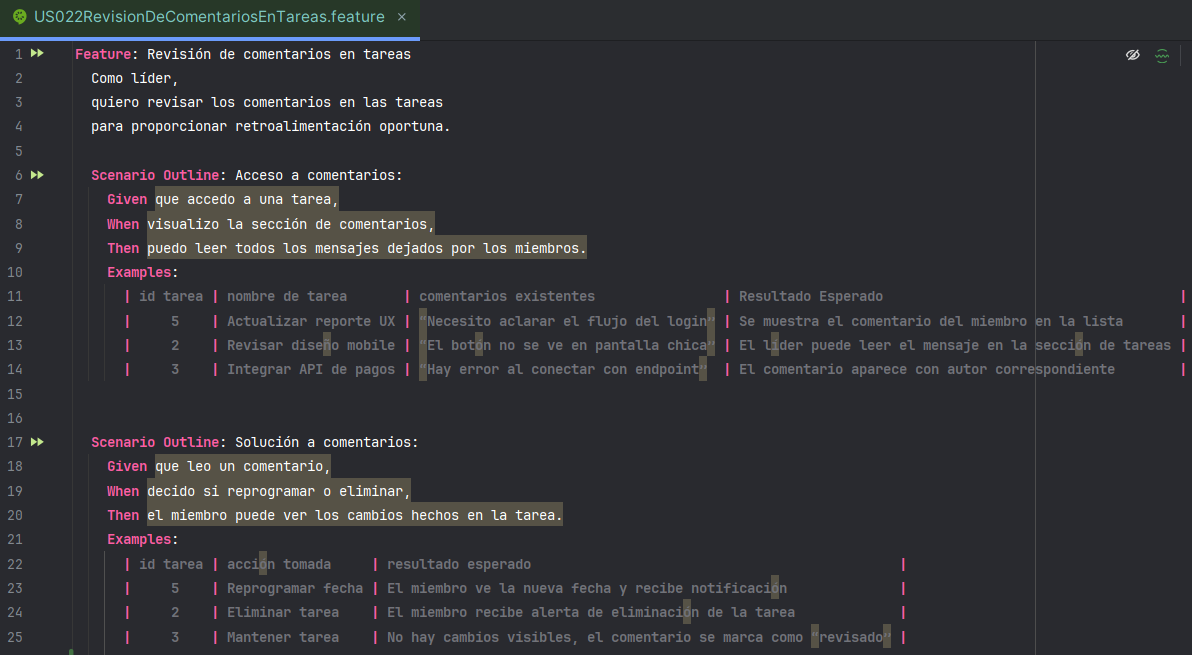 US022RevisionDeComentariosEnTareas.feature ×
1 Feature: Revisión de comentarios en tareas
2 Como líder,
3 quiero revisar los comentarios en las tareas
4 para proporcionar retroalimentación oportuna.
5
6 Scenario Outline: Acceso a comentarios:
7 Given que accedo a una tarea,
8 When visualizo la sección de comentarios,
9 Then puedo leer todos los mensajes dejados por los miembros.
10 Examples:
11 | id tarea | nombre de tarea | comentarios existentes | Resultado Esperado |
12 | 5 | Actualizar reporte UX | “Necesito aclarar el flujo del login” | Se muestra el comentario del miembro en la lista |
13 | 2 | Revisar diseño mobile | “El botón no se ve en pantalla chica” | El líder puede leer el mensaje en la sección de tareas |
14 | 3 | Integrar API de pagos | “Hay error al conectar con endpoint” | El comentario aparece con autor correspondiente |
15
16
17 Scenario Outline: Solución a comentarios:
18 Given que leo un comentario,
19 When decido si reprogramar o eliminar,
20 Then el miembro puede ver los cambios hechos en la tarea.
21 Examples:
22 | id tarea | acción tomada | resultado esperado |
23 | 5 | Reprogramar fecha | El miembro ve la nueva fecha y recibe notificación |
24 | 2 | Eliminar tarea | El miembro recibe alerta de eliminación de la tarea |
25 | 3 | Mantener tarea | No hay cambios visibles, el comentario se marca como “revisado” |